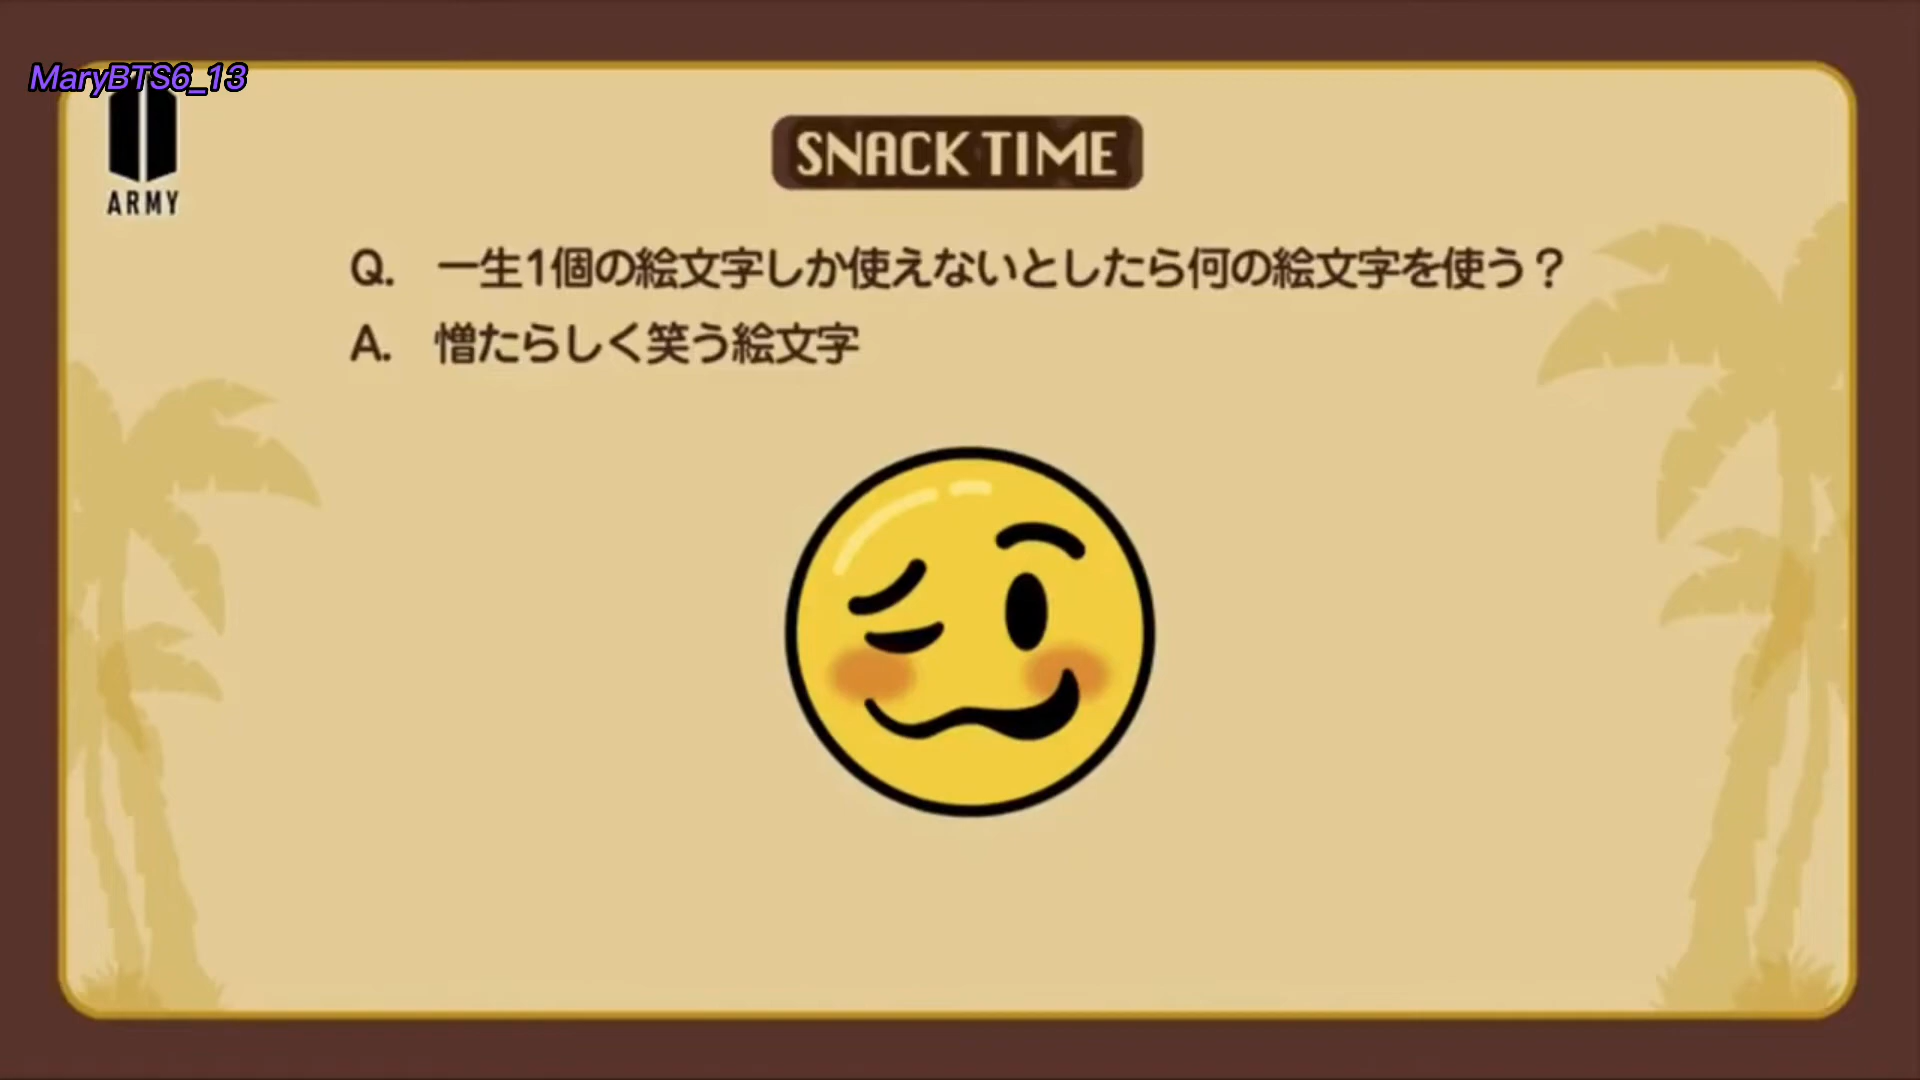 MaryBTS6_13
ARMY
SNACK TIME
Q. 一生1個の絵文字しか使えないとしたら何の絵文字を使う？
A. 憎たらしく笑う絵文字